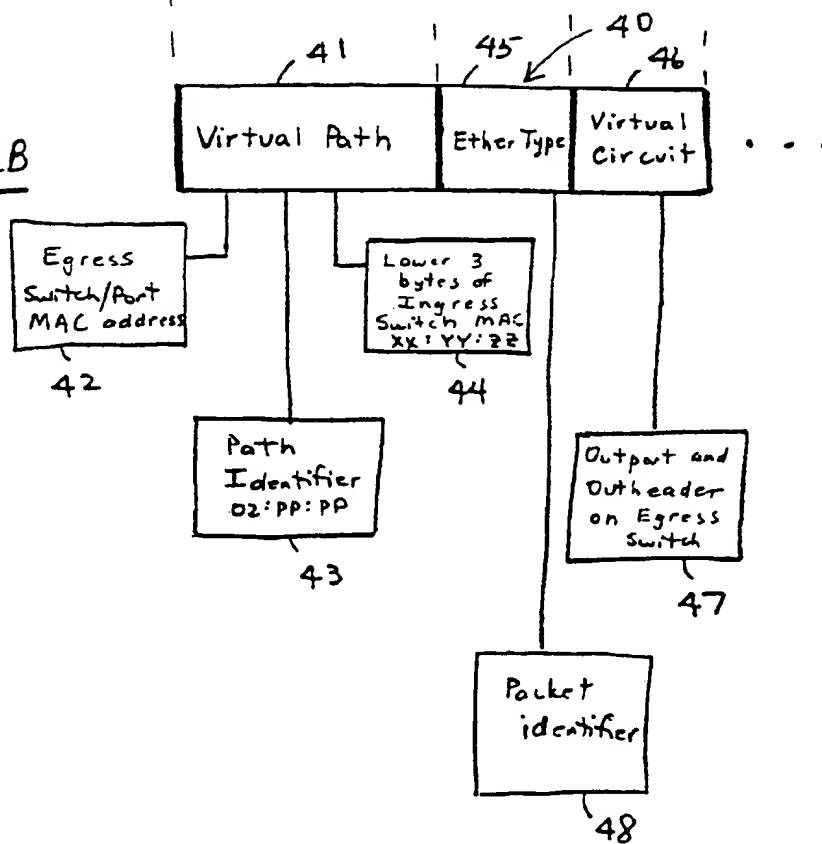 40
41
45
46
Virtual Path
EtherType
Virtual
Circuit
. . .
Egress
Switch/Port
MAC address
42
Lower 3
bytes of
Ingress
Switch MAC
XX:YY:ZZ
44
Path
Identifier
02:PP:PP
43
Outport and
Outheader
on Egress
Switch
47
Packet
identifier
48